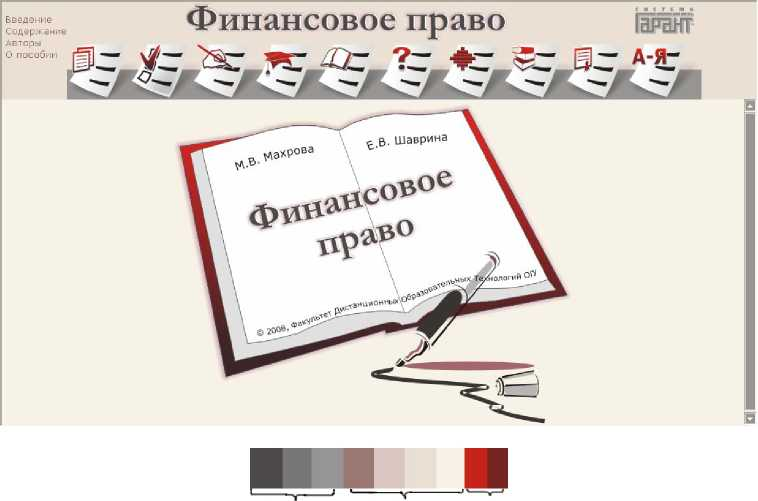 Финансовое право
СИСТЕМА
ГАРАНТ
Введение
Содержание
Авторы
О пособии
?
А-Я
М.В. Махрова
Е.В. Шаврина
Финансовое
право
© 2008, Факультет Дистанционных Образовательных Технологий ОГУ